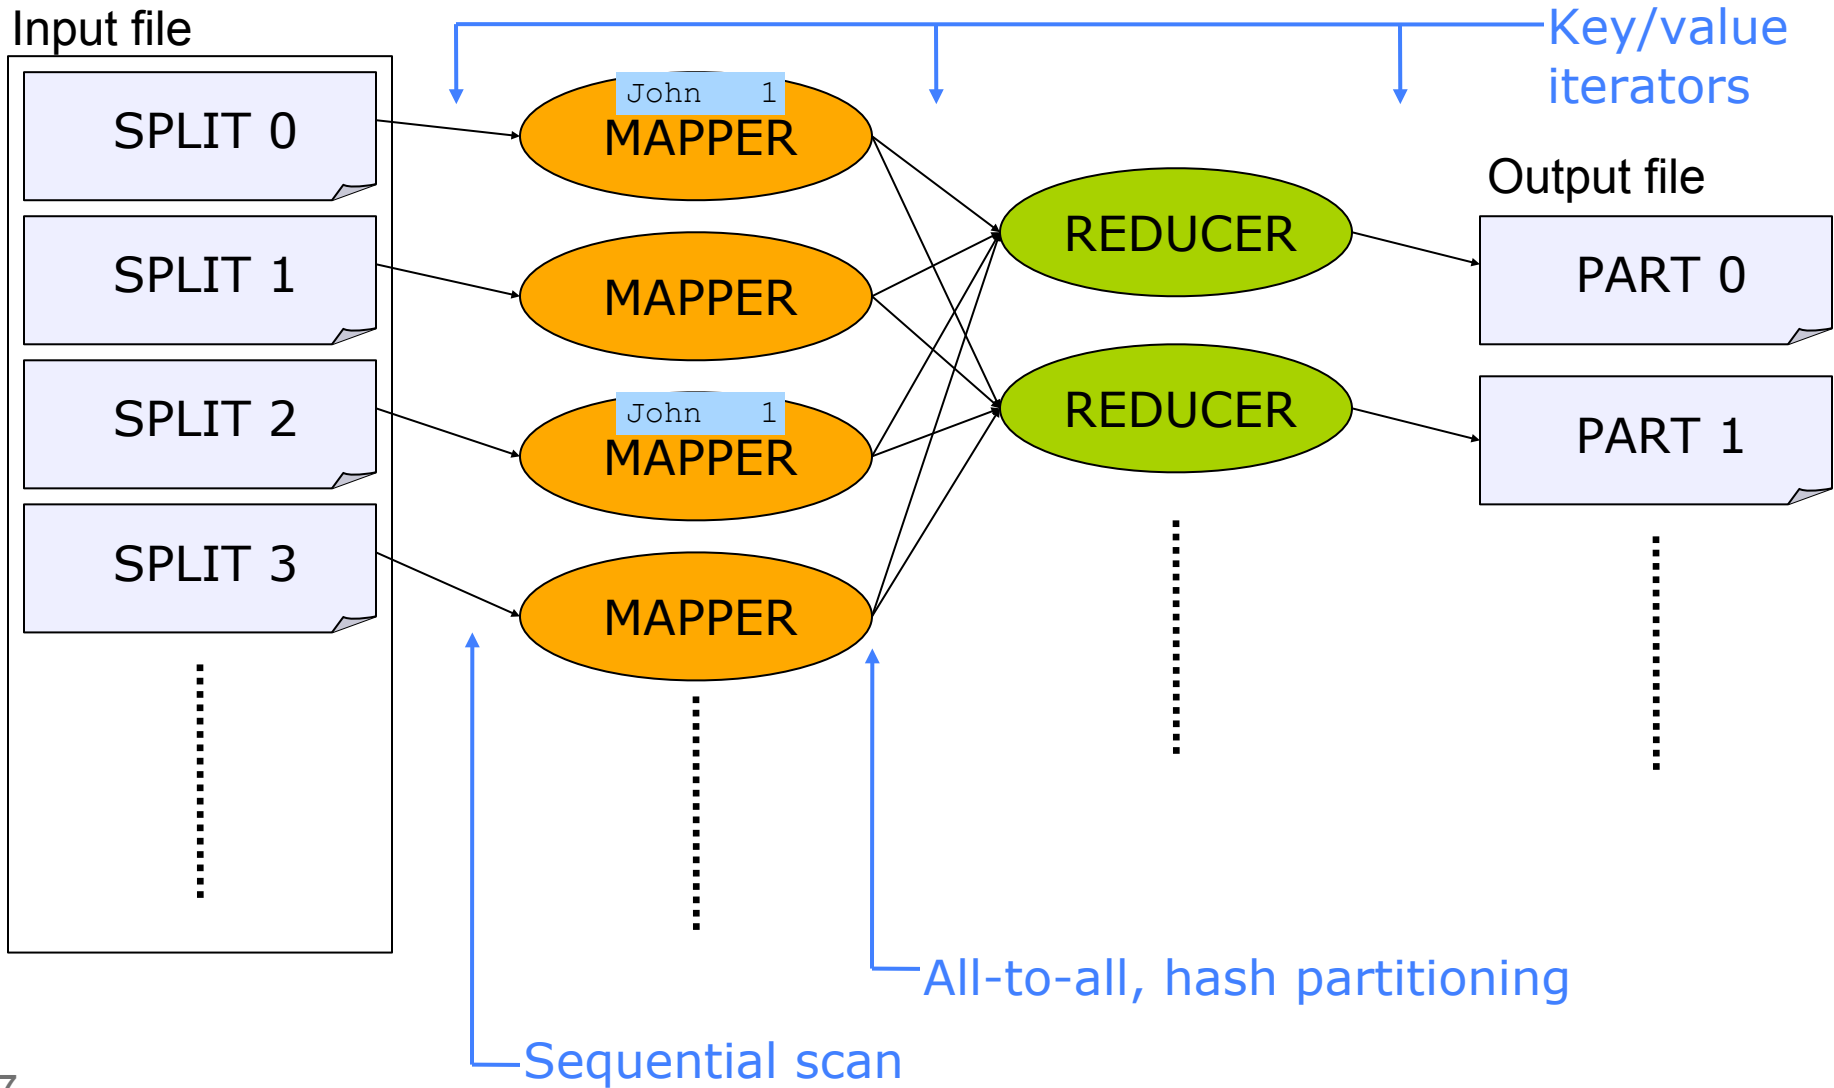 Input file
Key/value
iterators
SPLIT 0
John 1
MAPPER
Output file
REDUCER
PART 0
SPLIT 1
MAPPER
SPLIT 2
John 1
MAPPER
REDUCER
PART 1
SPLIT 3
MAPPER
All-to-all, hash partitioning
Sequential scan
7